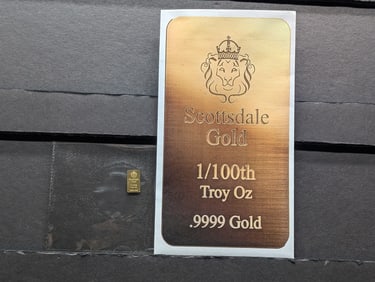 Scottsdale
Gold
1/100th
Troy Oz
.9999 Gold